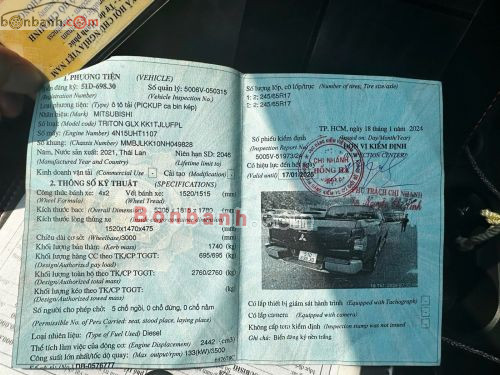 bonbanh.com
1. PHƯƠNG TIỆN (VEHICLE)
Biển đăng ký: 51D-698.30 Số quản lý: 5006V-050315
(Vehicle Inspection No.)
Loại phương tiện: (Type) ô tô tải (PICKUP ca bin kép)
Nhãn hiệu: (Mark) MITSUBISHI
Số loại: (Model code) TRITON GLX KK1TJLUFPL
Số máy: (Engine Number) 4N15UHT1107
Số khung: (Chassis Number) MMBJLKK10NH049828
Năm, Nước sản xuất: 2021, Thái Lan Niên hạn SD: 2046
(Manufactured Year and Country) (Lifetime limit to)
Kinh doanh vận tải Cải tạo
(Commercial Use) (Modification)
2. THÔNG SỐ KỸ THUẬT (SPECIFICATIONS)
Công thức bánh xe: 4x2 Vết bánh xe: 1520/1515 (mm)
(Wheel Formula) (Wheel Tread)
Kích thước bao: (Overall Dimension) (mm)
Kích thước lòng thùng xe (mm)
1520x1470x475
Chiều dài cơ sở: (Wheelbase) 3000 (mm)
Khối lượng bản thân: (Kerb mass) 1740 (kg)
Khối lượng hàng CC theo TK/CP TGGT: 695/695 (kg)
(Design/Authorized pay load)
Khối lượng toàn bộ theo TK/CP TGGT: 2760/2760 (kg)
(Design/Authorized total mass)
Khối lượng kéo theo TK/CP TGGT: (kg)
(Design/Authorized towed mass)
Số người cho phép chở: 5 chỗ ngồi, 0 chỗ đứng, 0 chỗ nằm
(Permissible No. of Pers Carried: seat, stood place, laying place)
Loại nhiên liệu: (Type of Fuel Used) Diesel
Thể tích làm việc của động cơ: (Engine Displacement) 2442 (cm3)
Công suất lớn nhất/tốc độ quay: (Max. output/rpm) 133(kW)/3500
Bonbanh.com
Số lượng lốp, cỡ lốp/trục (Number of tires; Tire size/axle)
1: 2; 245/65R17
2: 2; 245/65R17
Số phiếu kiểm định
(Inspection Report No.)
Có hiệu lực đến hết ngày
(Valid until) 17/01/2026
TP. HCM, ngày 18 tháng 1 năm 2024
ĐƠN VỊ KIỂM ĐỊNH
(INSPECTION CENTER)
CHI NHÁNH
HỒNG HÀ
PHỤ TRÁCH CHI NHÁNH
Có lắp thiết bị giám sát hành trình (Equipped with Tachograph)
Có lắp camera (Equipped with camera)
Không cấp tem kiểm định (Inspection stamp was not issued)
Ghi chú: Biển đăng ký nền trắng